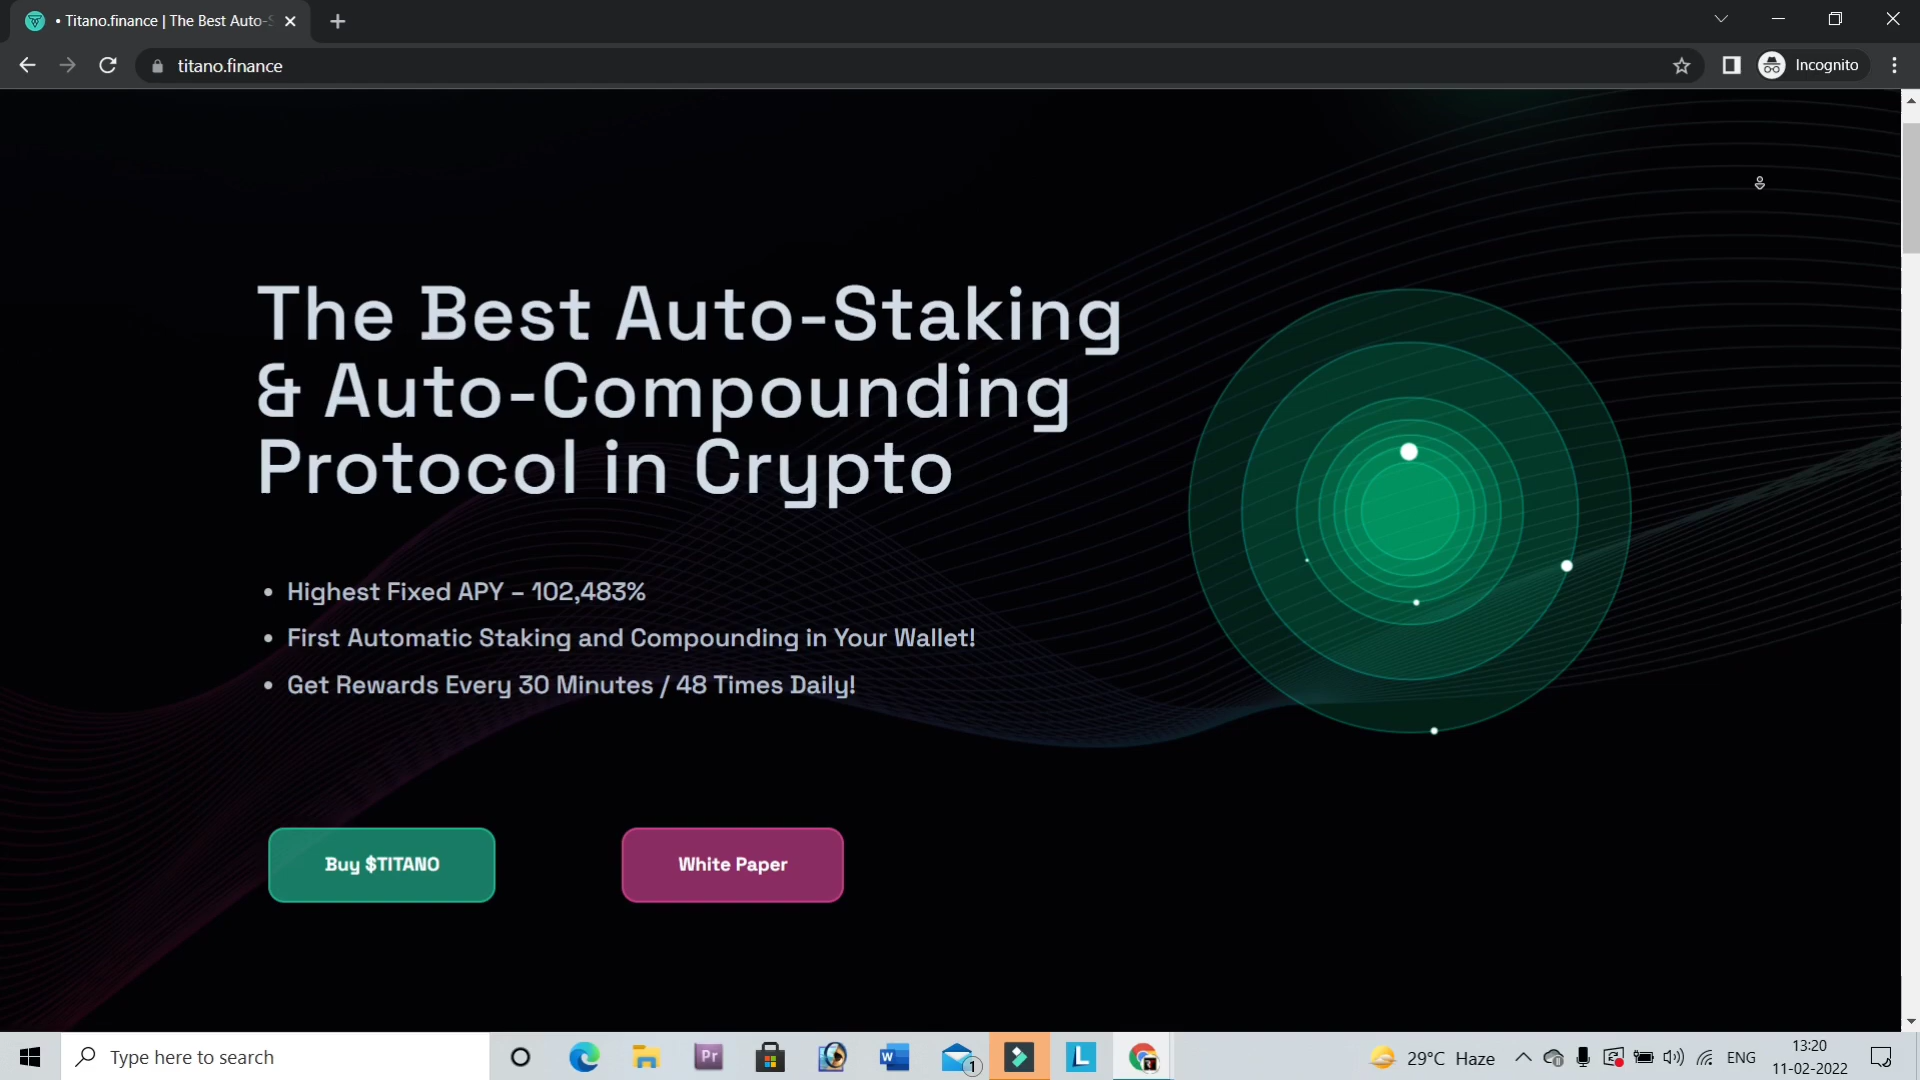 • Titano.finance | The Best Auto-S
titano.finance
Incognito
The Best Auto-Staking
& Auto-Compounding
Protocol in Crypto
• Highest Fixed APY – 102,483%
• First Automatic Staking and Compounding in Your Wallet!
• Get Rewards Every 30 Minutes / 48 Times Daily!
Buy $TITANO
White Paper
Type here to search
Pr
W
1
L
29°C Haze
ENG
13:20
11-02-2022